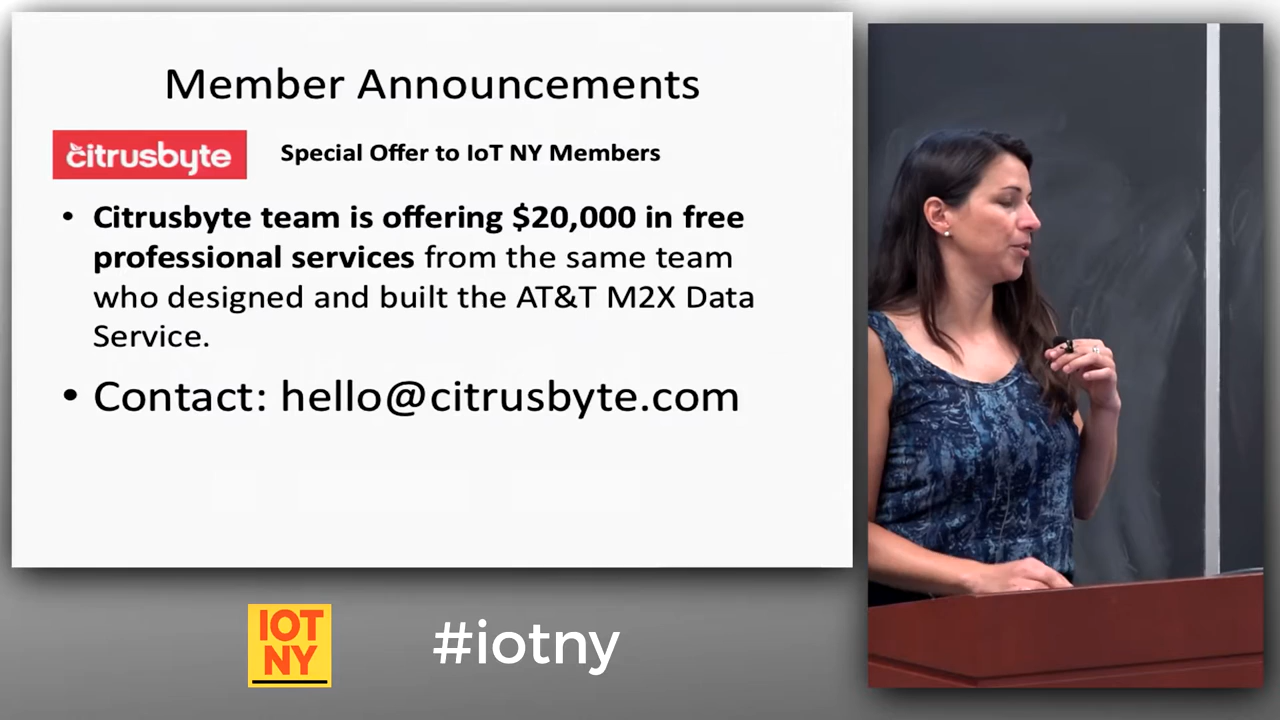 Member Announcements
citrusbyte
Special Offer to IoT NY Members
• Citrusbyte team is offering $20,000 in free
professional services from the same team
who designed and built the AT&T M2X Data
Service.
• Contact: hello@citrusbyte.com
IOT
NY
#iotny